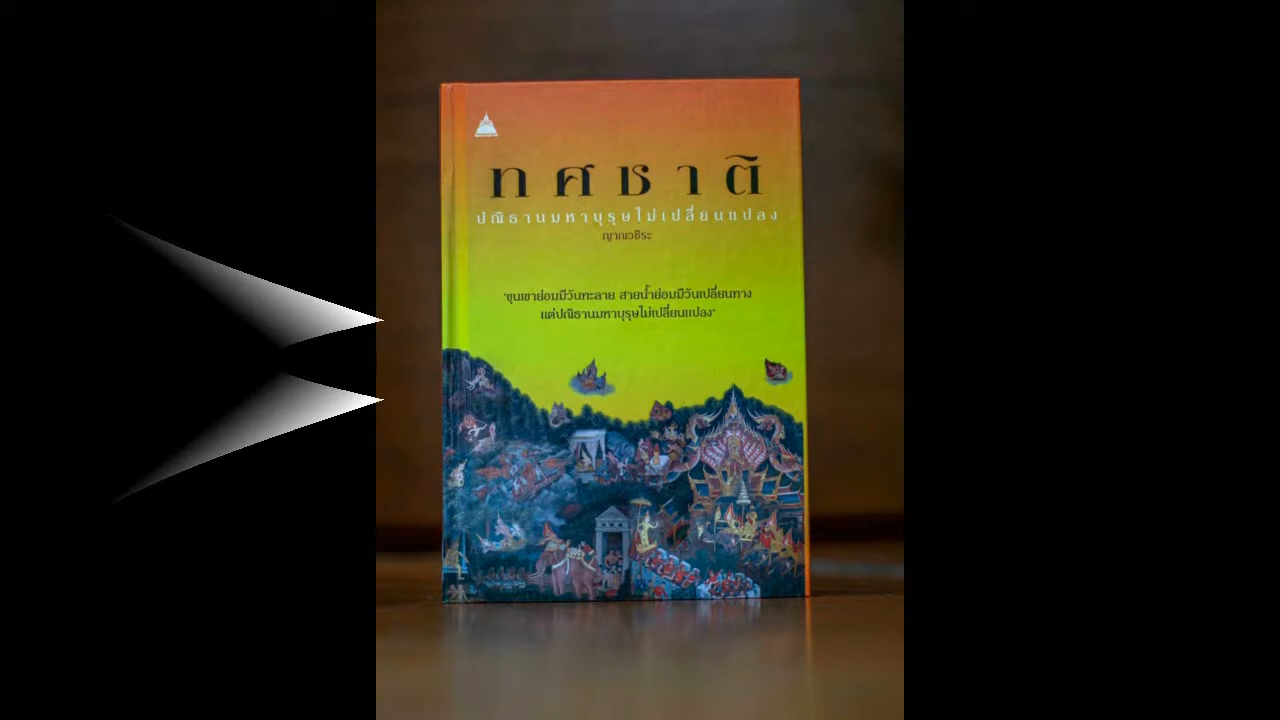 ทศชาติ
ปณิธานมหาบุรุษไม่เปลี่ยนแปลง
ญาณวชิระ
"ขุนเขาย่อมมีวันทะลาย สายน้ำย่อมมีวันเปลี่ยนทาง
แต่ปณิธานมหาบุรุษไม่เปลี่ยนแปลง"